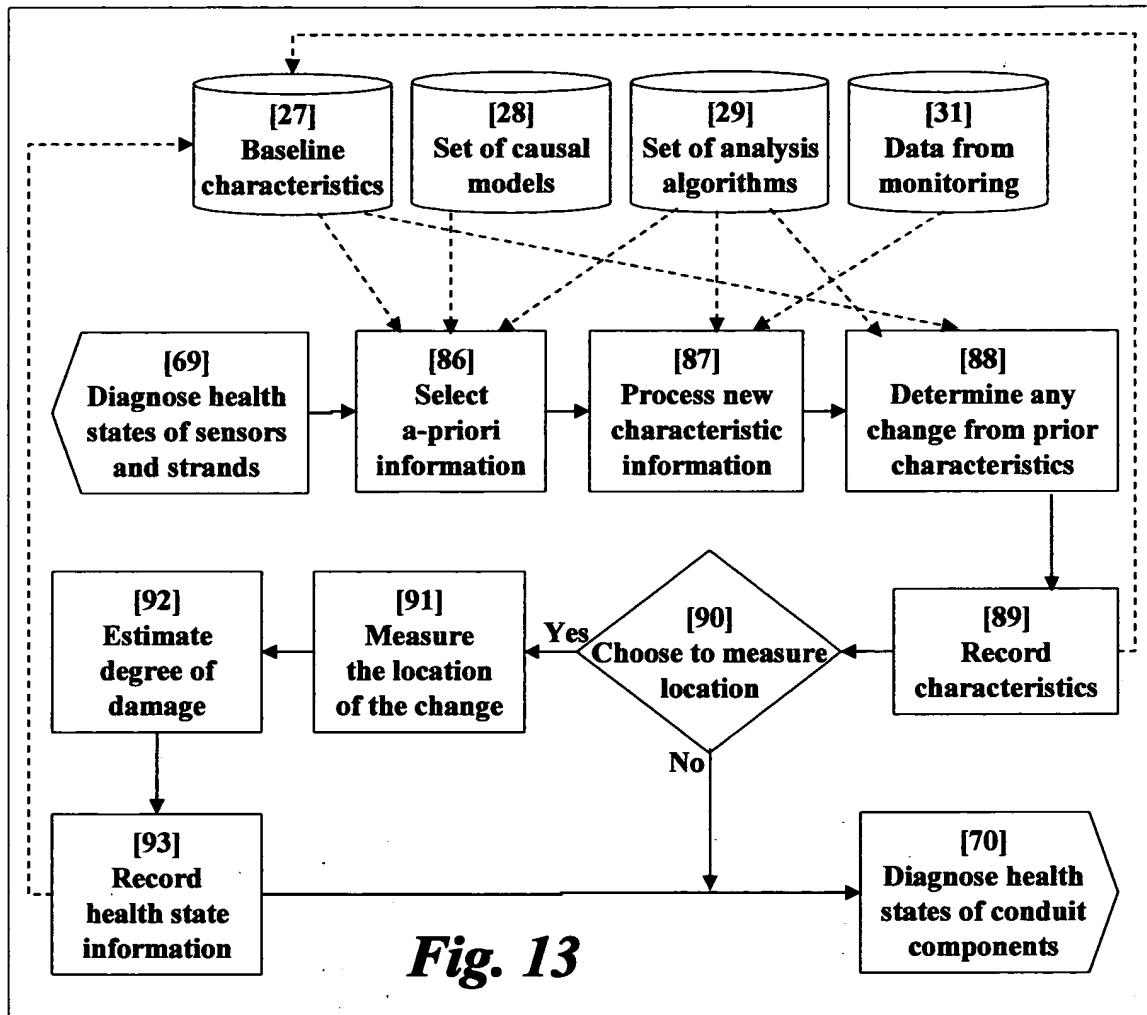 [27]
Baseline
characteristics
[28]
Set of causal
models
[29]
Set of analysis
algorithms
[31]
Data from
monitoring
[69]
Diagnose health
states of sensors
and strands
[86]
Select
a-priori
information
[87]
Process new
characteristic
information
[88]
Determine any
change from prior
characteristics
[92]
Estimate
degree of
damage
[91]
Measure
the location
of the change
Yes
[90]
Choose to measure
location
No
[89]
Record
characteristics
[93]
Record
health state
information
[70]
Diagnose health
states of conduit
components
Fig. 13